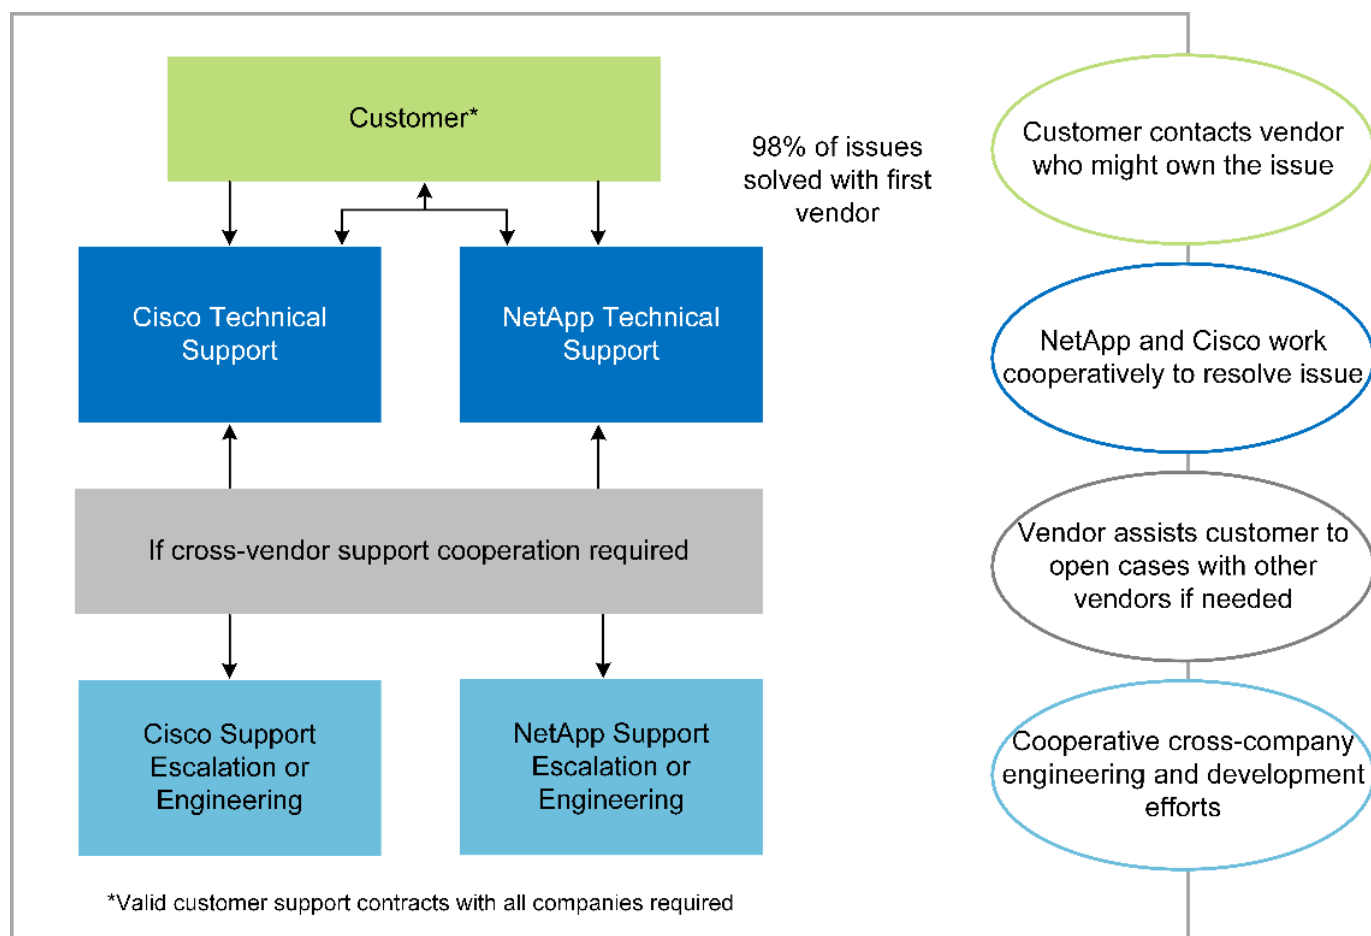 Customer*
98% of issues
solved with first
vendor
Customer contacts vendor
who might own the issue
Cisco Technical
Support
NetApp Technical
Support
NetApp and Cisco work
cooperatively to resolve issue
If cross-vendor support cooperation required
Vendor assists customer to
open cases with other
vendors if needed
Cisco Support
Escalation or
Engineering
NetApp Support
Escalation or
Engineering
Cooperative cross-company
engineering and development
efforts
*Valid customer support contracts with all companies required